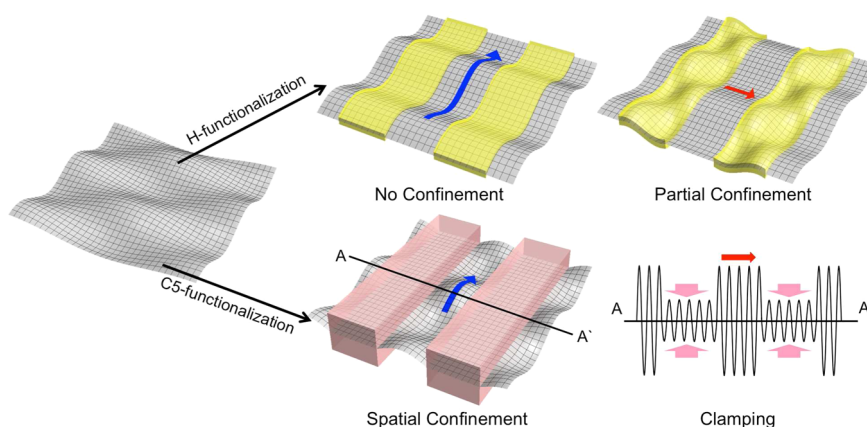 H-functionalization
No Confinement
Partial Confinement
C5-functionalization
A
A`
Spatial Confinement
A
A
Clamping